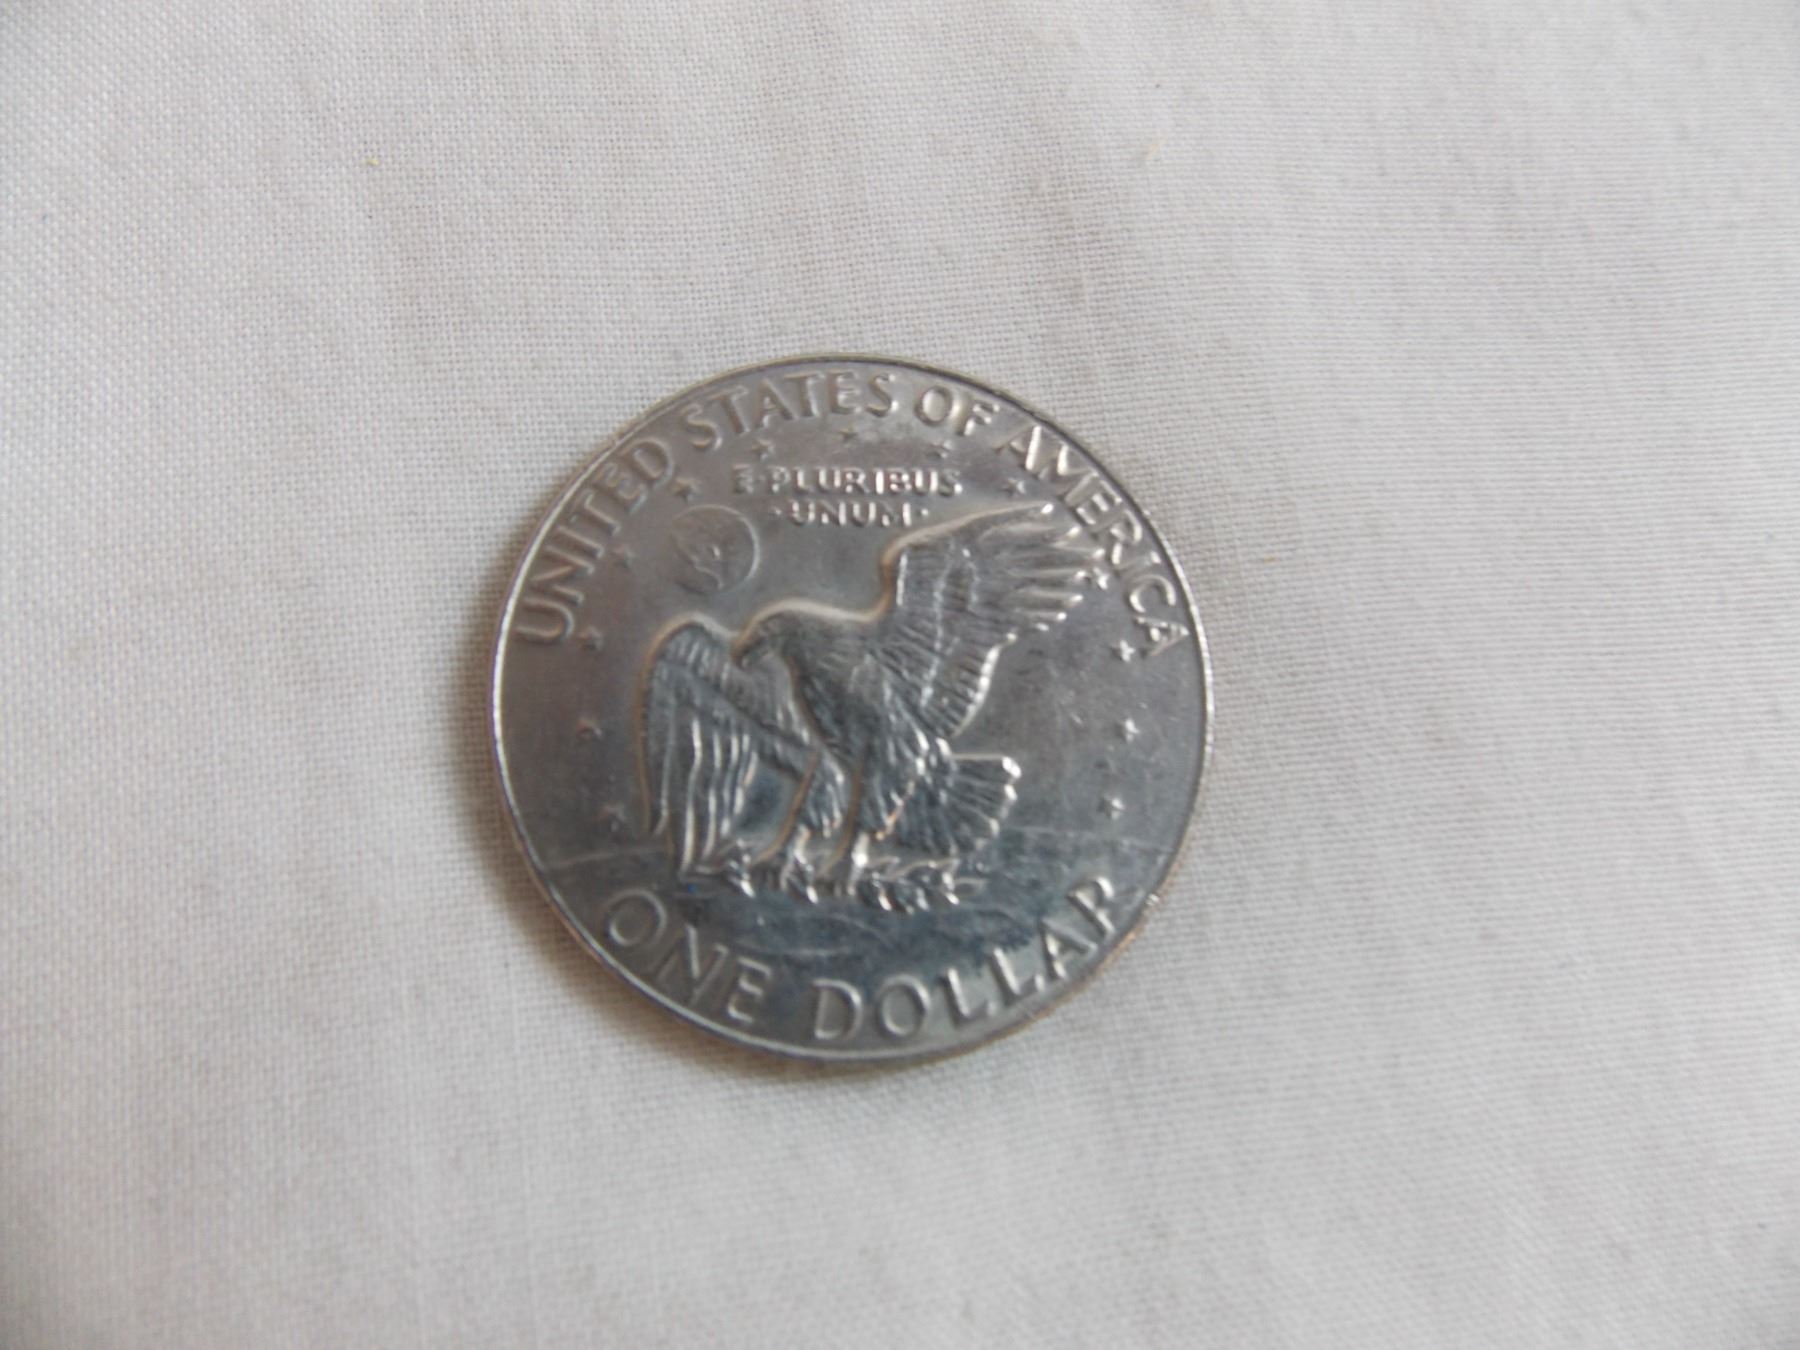 UNITED STATES OF AMERICA
E·PLURIBUS
·UNUM·
ONE DOLLAR